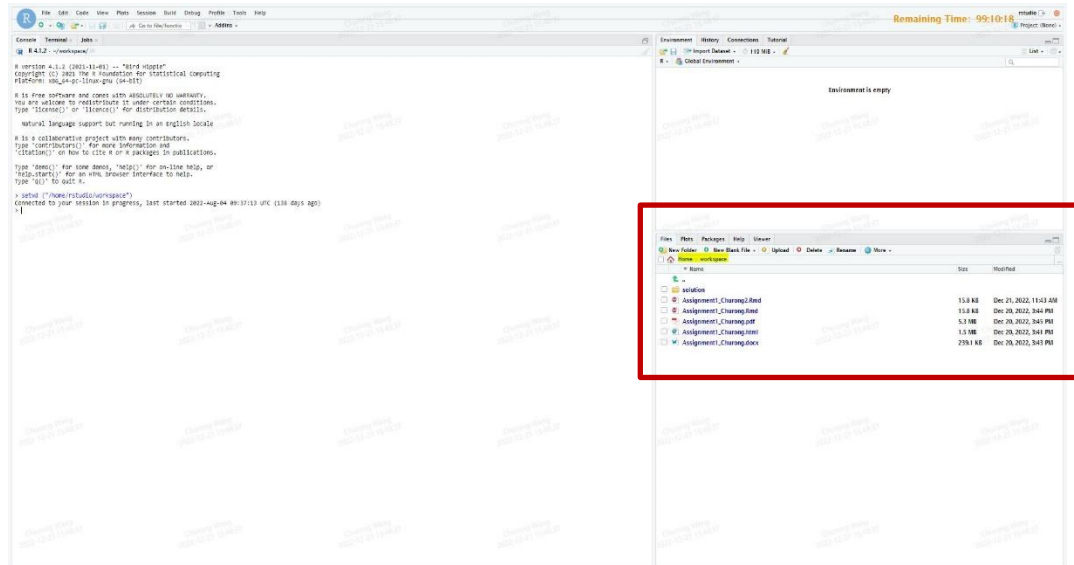 File Edit Code View Plots Session Build Debug Profile Tools Help
rstudio
Go to file/function
Addins
Remaining Time: 99:10:18
Project: (None)
Console Terminal Jobs
R 4.1.2 · ~/workspace/
R version 4.1.2 (2021-11-01) -- "Bird Hippie"
Copyright (C) 2021 The R Foundation for Statistical Computing
Platform: x86_64-pc-linux-gnu (64-bit)
R is free software and comes with ABSOLUTELY NO WARRANTY.
You are welcome to redistribute it under certain conditions.
Type 'license()' or 'licence()' for distribution details.
Natural language support but running in an English locale
R is a collaborative project with many contributors.
Type 'contributors()' for more information and
'citation()' on how to cite R or R packages in publications.
Type 'demo()' for some demos, 'help()' for on-line help, or
'help.start()' for an HTML browser interface to help.
Type 'q()' to quit R.
> setwd ("/home/rstudio/workspace")
Connected to your session in progress, last started 2022-Aug-04 09:37:13 UTC (138 days ago)
>
Environment History Connections Tutorial
Import Dataset 110 MiB
List
R Global Environment
Environment is empty
Files Plots Packages Help Viewer
New Folder New Blank File Upload Delete Rename More
Home workspace
Name Size Modified
..
solution
Assignment1_Churong2.Rmd 15.8 KB Dec 21, 2022, 11:43 AM
Assignment1_Churong.Rmd 15.8 KB Dec 20, 2022, 3:44 PM
Assignment1_Churong.pdf 5.3 MB Dec 20, 2022, 3:45 PM
Assignment1_Churong.html 1.5 MB Dec 20, 2022, 3:41 PM
Assignment1_Churong.docx 239.1 KB Dec 20, 2022, 3:43 PM